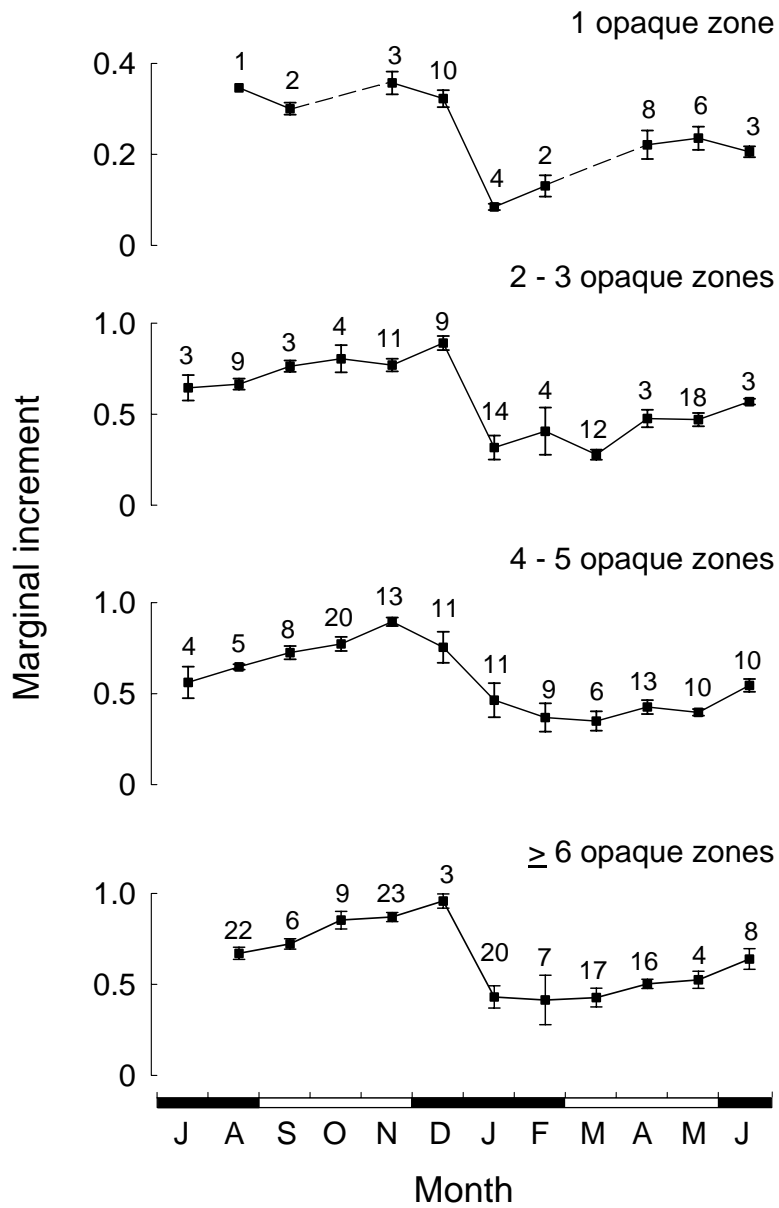 1 opaque zone
0.4
0.2
0
1 2 3 10 4 2 8 6 3
2 - 3 opaque zones
1.0
0.5
0
3 9 3 4 11 9 14 4 12 3 18 3
4 - 5 opaque zones
1.0
0.5
0
4 5 8 20 13 11 11 9 6 13 10 10
≥ 6 opaque zones
1.0
0.5
0
22 6 9 23 3 20 7 17 16 4 8
Marginal increment
J A S O N D J F M A M J
Month